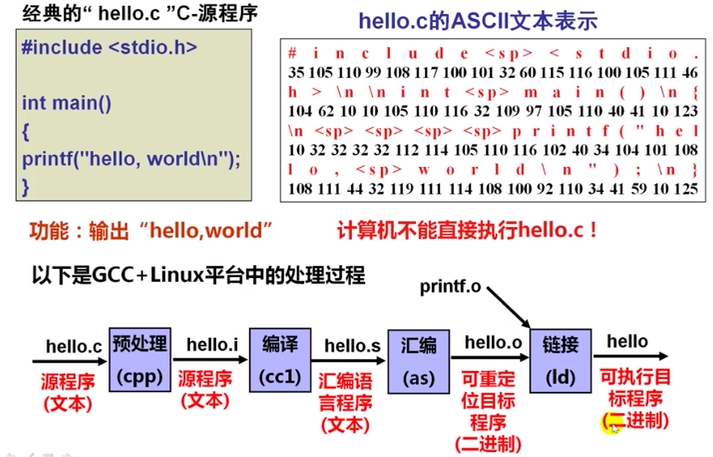 经典的“ hello.c ”C-源程序
#include <stdio.h>
int main()
{
printf("hello, world\n");
}
hello.c的ASCII文本表示
# i n c l u d e <sp> < s t d i o .
35 105 110 99 108 117 100 101 32 60 115 116 100 105 111 46
h > \n \n i n t <sp> m a i n ( ) \n {
104 62 10 10 105 110 116 32 109 97 105 110 40 41 10 123
\n <sp> <sp> <sp> <sp> p r i n t f ( " h e l
10 32 32 32 32 112 114 105 110 116 102 40 34 104 101 108
l o , <sp> w o r l d \ n " ) ; \n }
108 111 44 32 119 111 114 108 100 92 110 34 41 59 10 125
功能：输出“hello,world”
计算机不能直接执行hello.c！
以下是GCC+Linux平台中的处理过程
printf.o
hello.c
预处理
(cpp)
hello.i
编译
(cc1)
hello.s
汇编
(as)
hello.o
链接
(ld)
hello
源程序
(文本)
源程序
(文本)
汇编语
言程序
(文本)
可重定
位目标
程序
(二进制)
可执行目
标程序
(二进制)